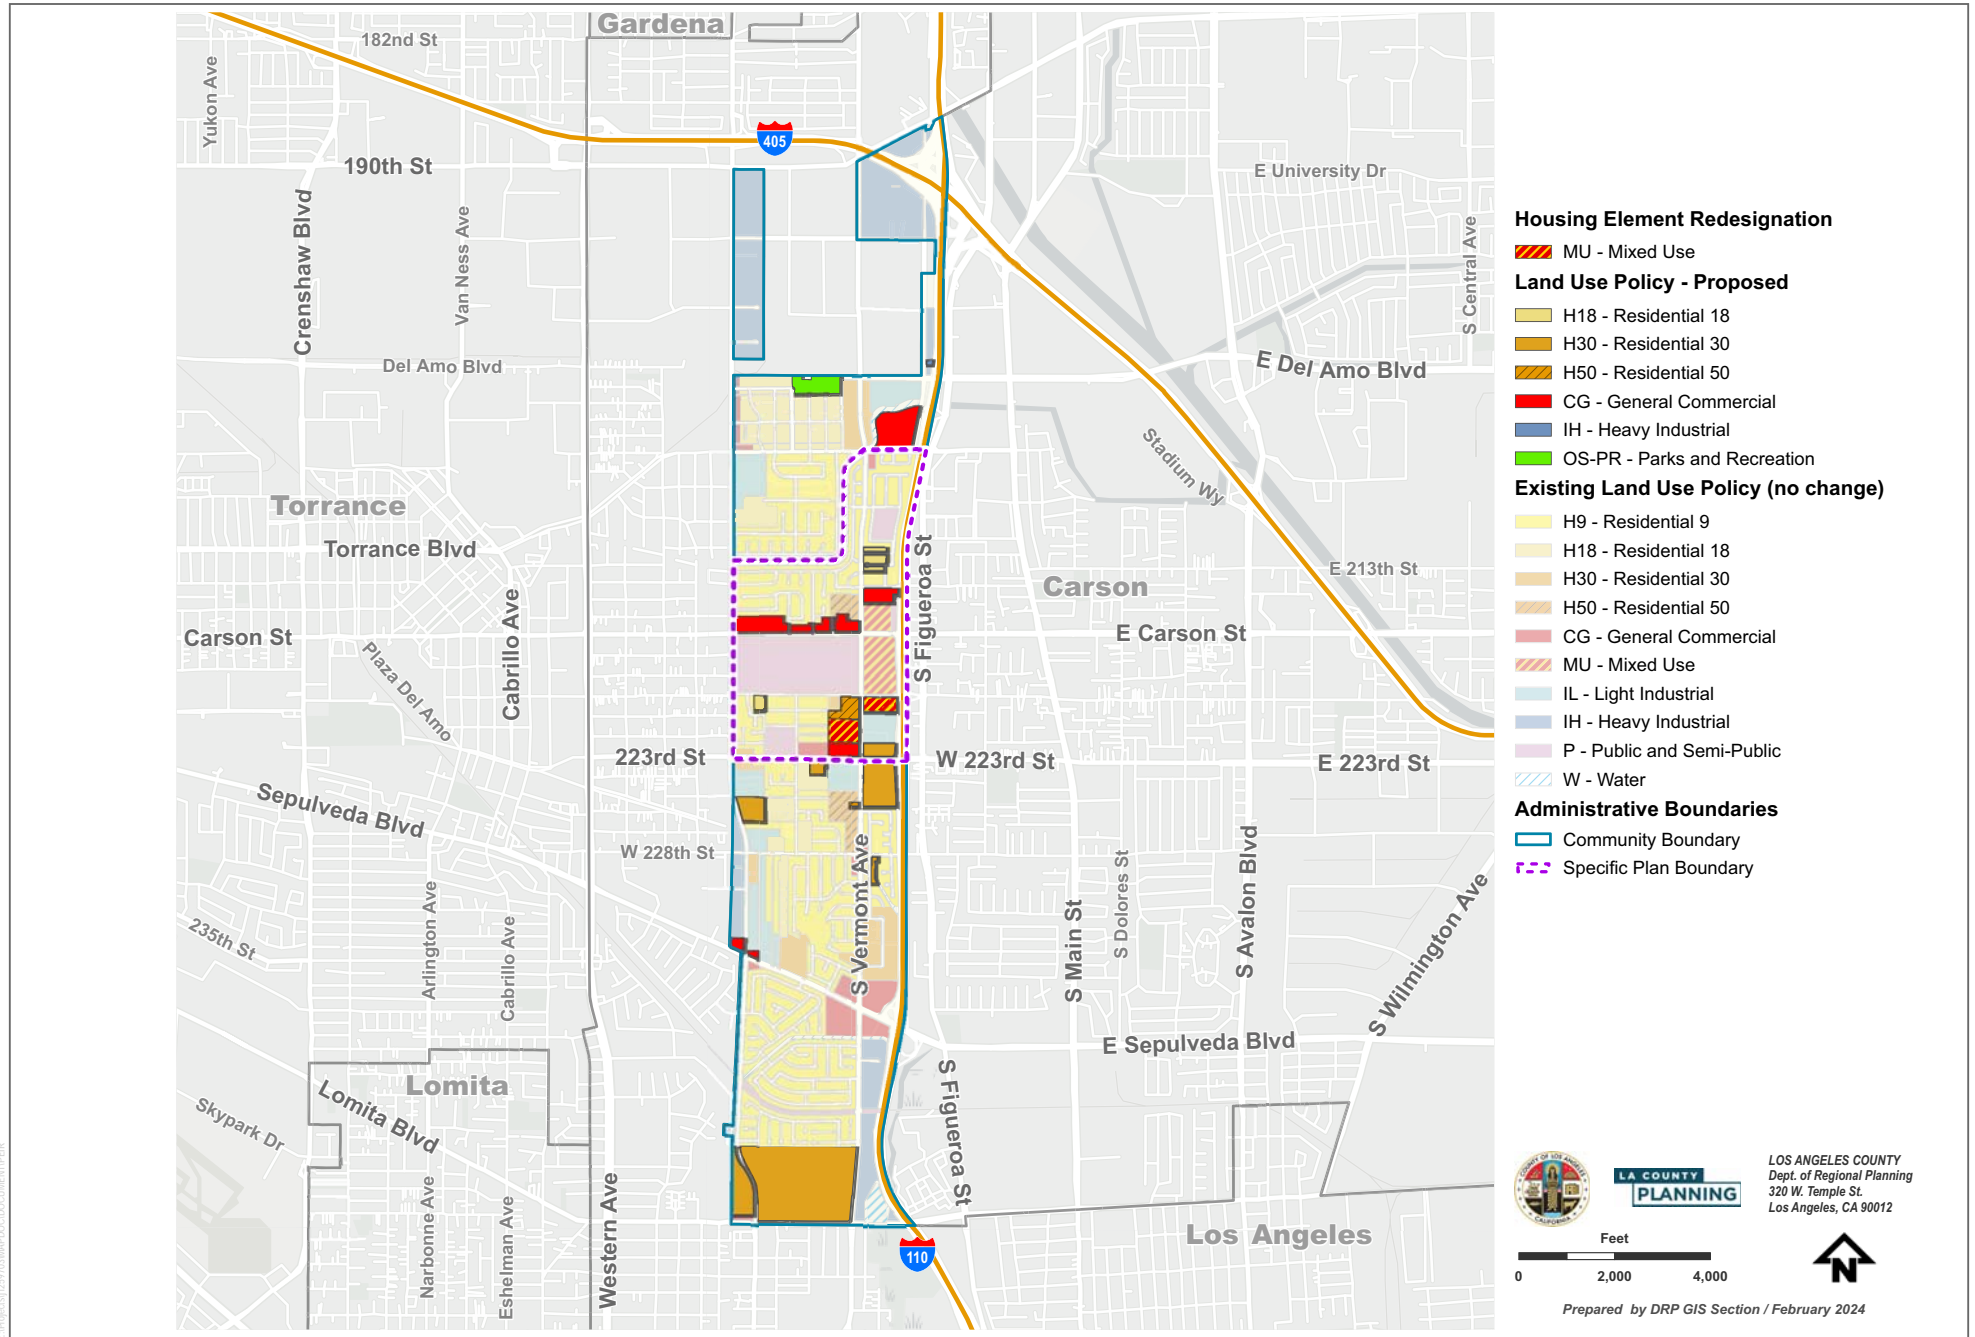 Gardena
182nd St
Yukon Ave
405
190th St
E University Dr
Crenshaw Blvd
Van Ness Ave
S Central Ave
Del Amo Blvd
E Del Amo Blvd
Stadium Wy
Torrance
Torrance Blvd
S Figueroa St
E 213th St
Carson
Cabrillo Ave
Carson St
E Carson St
Plaza Del Amo
223rd St
W 223rd St
E 223rd St
Sepulveda Blvd
W 228th St
S Vermont Ave
S Main St
S Dolores St
S Avalon Blvd
S Wilmington Ave
235th St
Arlington Ave
Cabrillo Ave
E Sepulveda Blvd
S Figueroa St
Lomita
Lomita Blvd
Skypark Dr
Narbonne Ave
Eshelman Ave
Western Ave
Los Angeles
110
Housing Element Redesignation
MU - Mixed Use
Land Use Policy - Proposed
H18 - Residential 18
H30 - Residential 30
H50 - Residential 50
CG - General Commercial
IH - Heavy Industrial
OS-PR - Parks and Recreation
Existing Land Use Policy (no change)
H9 - Residential 9
H18 - Residential 18
H30 - Residential 30
H50 - Residential 50
CG - General Commercial
MU - Mixed Use
IL - Light Industrial
IH - Heavy Industrial
P - Public and Semi-Public
W - Water
Administrative Boundaries
Community Boundary
Specific Plan Boundary
COUNTY OF LOS ANGELES
CALIFORNIA
LA COUNTY
PLANNING
LOS ANGELES COUNTY
Dept. of Regional Planning
320 W. Temple St.
Los Angeles, CA 90012
Feet
0 2,000 4,000
N
Prepared by DRP GIS Section / February 2024